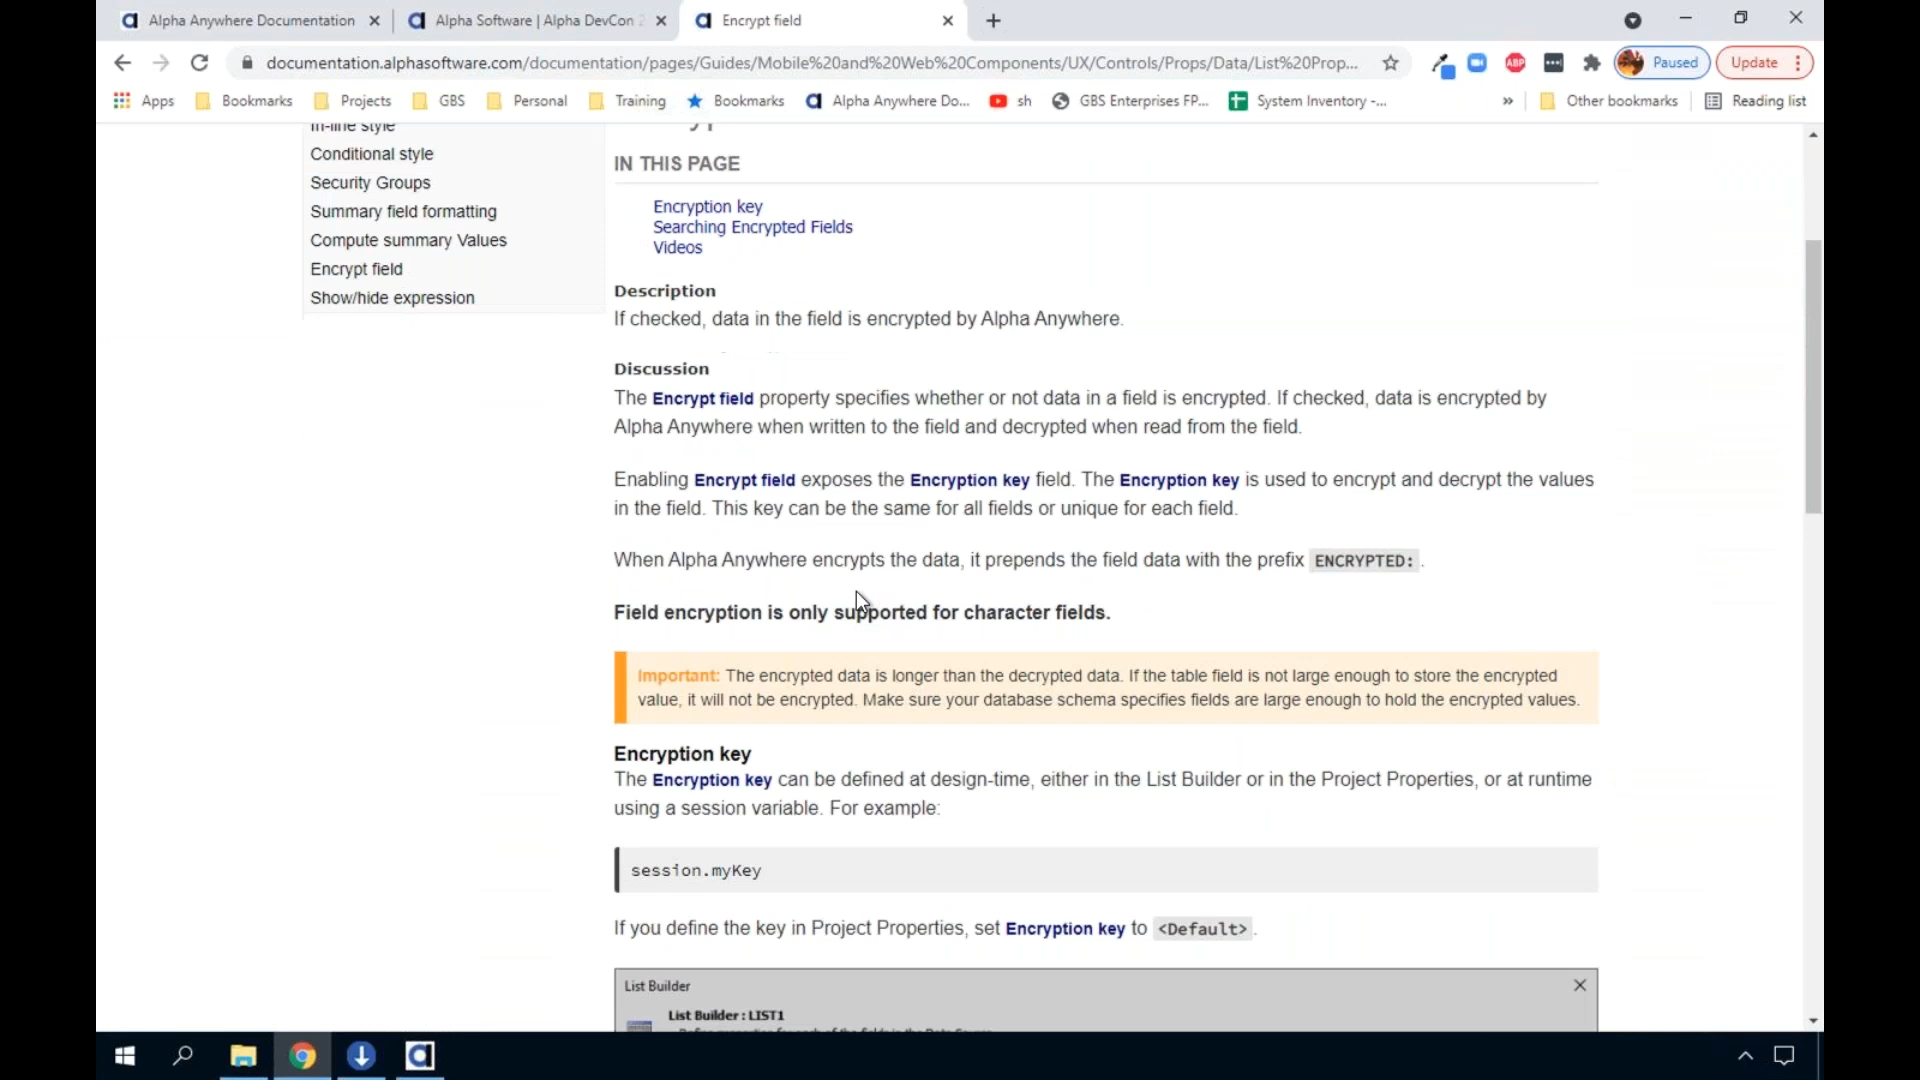 Alpha Anywhere Documentation
Alpha Software | Alpha DevCon 2
Encrypt field
documentation.alphasoftware.com/documentation/pages/Guides/Mobile%20and%20Web%20Components/UX/Controls/Props/Data/List%20Prop...
ABP
Paused
Update
Apps
Bookmarks
Projects
GBS
Personal
Training
Bookmarks
Alpha Anywhere Do...
sh
GBS Enterprises FP...
System Inventory -...
»
Other bookmarks
Reading list
In-line style
Conditional style
Security Groups
Summary field formatting
Compute summary Values
Encrypt field
Show/hide expression
IN THIS PAGE
Encryption key
Searching Encrypted Fields
Videos
Description
If checked, data in the field is encrypted by Alpha Anywhere.
Discussion
The Encrypt field property specifies whether or not data in a field is encrypted. If checked, data is encrypted by
Alpha Anywhere when written to the field and decrypted when read from the field.
Enabling Encrypt field exposes the Encryption key field. The Encryption key is used to encrypt and decrypt the values
in the field. This key can be the same for all fields or unique for each field.
When Alpha Anywhere encrypts the data, it prepends the field data with the prefix ENCRYPTED: .
Field encryption is only supported for character fields.
Important: The encrypted data is longer than the decrypted data. If the table field is not large enough to store the encrypted
value, it will not be encrypted. Make sure your database schema specifies fields are large enough to hold the encrypted values.
Encryption key
The Encryption key can be defined at design-time, either in the List Builder or in the Project Properties, or at runtime
using a session variable. For example:
session.myKey
If you define the key in Project Properties, set Encryption key to <Default> .
List Builder
List Builder : LIST1